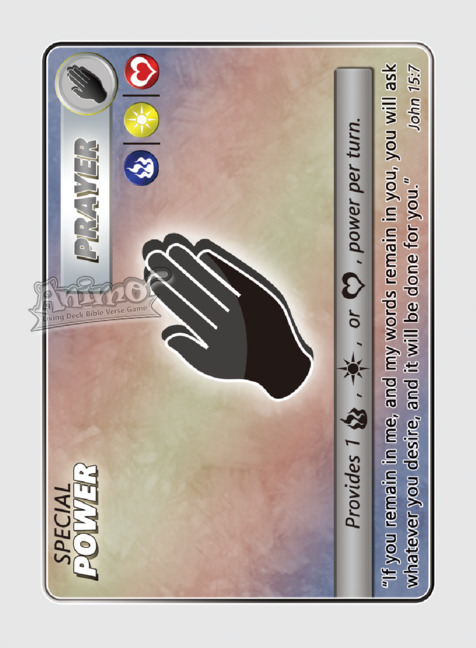 SPECIAL
POWER
PRAYER
Animos
Living Deck Bible Verse Game
Provides 1 , , or , power per turn.
“If you remain in me, and my words remain in you, you will ask
whatever you desire, and it will be done for you.”
John 15:7